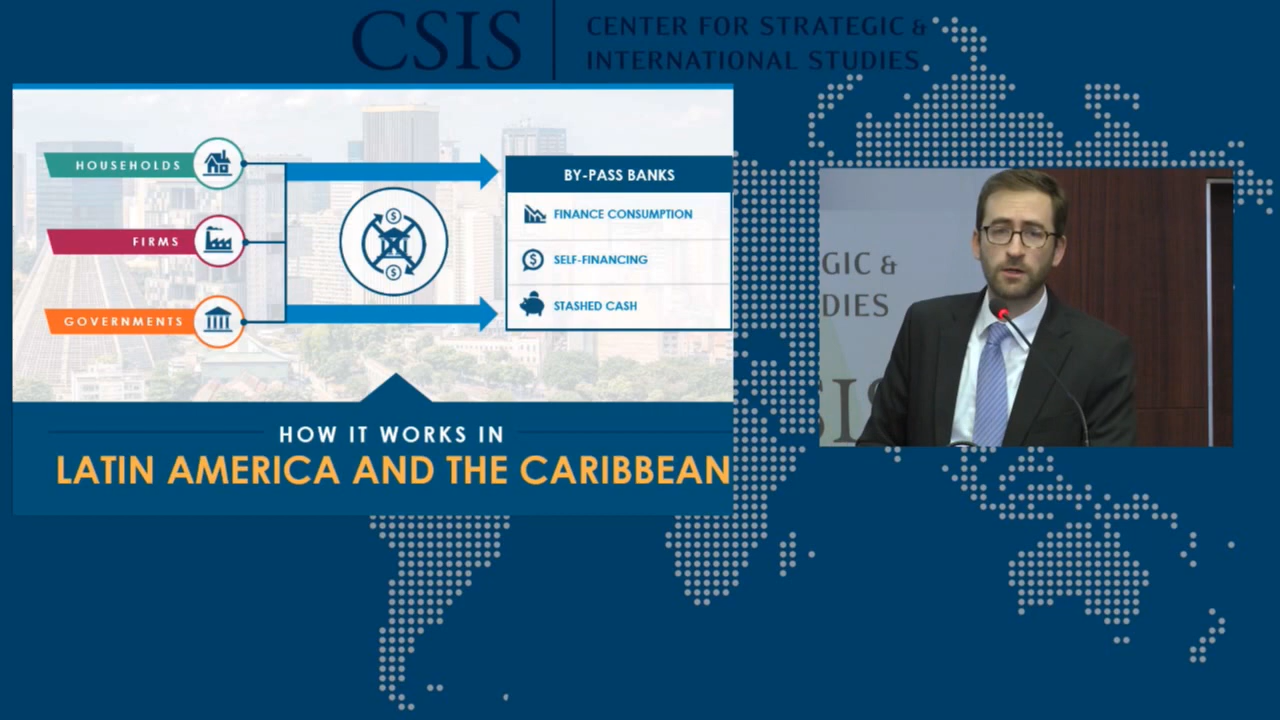 CSIS
CENTER FOR STRATEGIC &
INTERNATIONAL STUDIES
HOUSEHOLDS
FIRMS
GOVERNMENTS
$
$
BY-PASS BANKS
FINANCE CONSUMPTION
$
SELF-FINANCING
STASHED CASH
HOW IT WORKS IN
LATIN AMERICA AND THE CARIBBEAN
GIC &
DIES
SIS